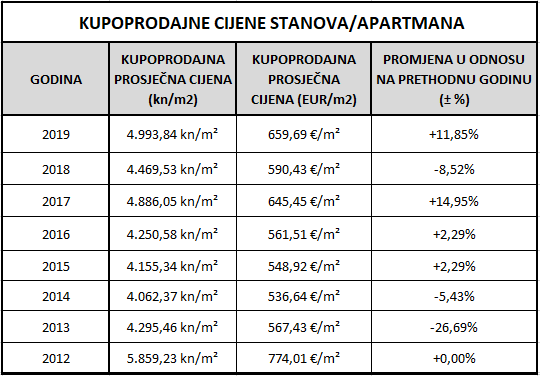 KUPOPRODAJNE CIJENE STANOVA/APARTMANA
GODINA
KUPOPRODAJNA
PROSJEČNA CIJENA
(kn/m2)
KUPOPRODAJNA
PROSJEČNA
CIJENA (EUR/m2)
PROMJENA U ODNOSU
NA PRETHODNU GODINU
(± %)
2019 4.993,84 kn/m² 659,69 €/m² +11,85%
2018 4.469,53 kn/m² 590,43 €/m² -8,52%
2017 4.886,05 kn/m² 645,45 €/m² +14,95%
2016 4.250,58 kn/m² 561,51 €/m² +2,29%
2015 4.155,34 kn/m² 548,92 €/m² +2,29%
2014 4.062,37 kn/m² 536,64 €/m² -5,43%
2013 4.295,46 kn/m² 567,43 €/m² -26,69%
2012 5.859,23 kn/m² 774,01 €/m² +0,00%